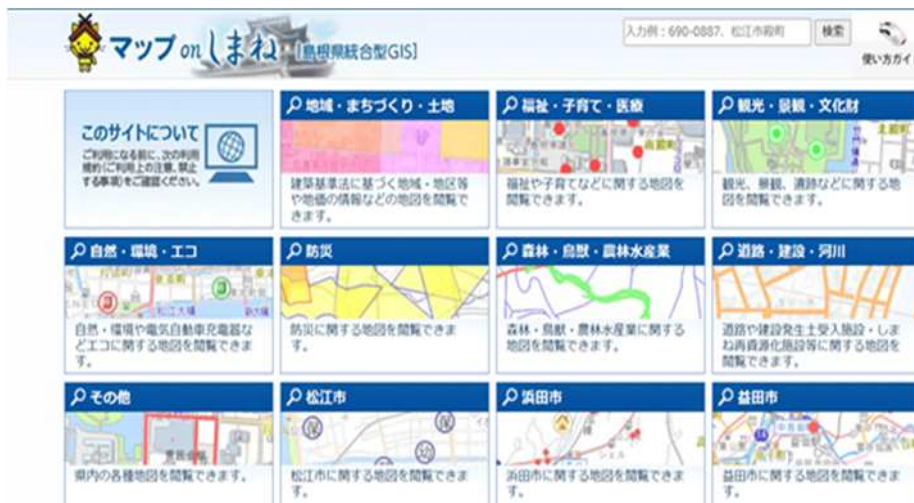 マップonしまね [島根県統合型GIS]
入力例：690-0887、松江市殿町
検索
使い方ガイ
このサイトについて
ご利用になる前に、次の利用
規約(ご利用上の注意、禁止
する事項)をご確認ください。
地域・まちづくり・土地
建築基準法に基づく地域・地区等
や地価の情報などの地図を閲覧で
きます。
福祉・子育て・医療
福祉や子育てなどに関する地図を
閲覧できます。
観光・景観・文化財
観光、景観、遺跡などに関する地
図を閲覧できます。
自然・環境・エコ
自然・環境や電気自動車充電器な
どエコに関する地図を閲覧できま
す。
防災
防災に関する地図を閲覧できま
す。
森林・鳥獣・農林水産業
森林・鳥獣・農林水産業に関する
地図を閲覧できます。
道路・建設・河川
道路や建設発生土受入施設・しま
ね再資源化施設等に関する地図を
閲覧できます。
その他
県内の各種地図を閲覧できます。
松江市
松江市に関する地図を閲覧できま
す。
浜田市
浜田市に関する地図を閲覧できま
す。
益田市
益田市に関する地図を閲覧できま
す。